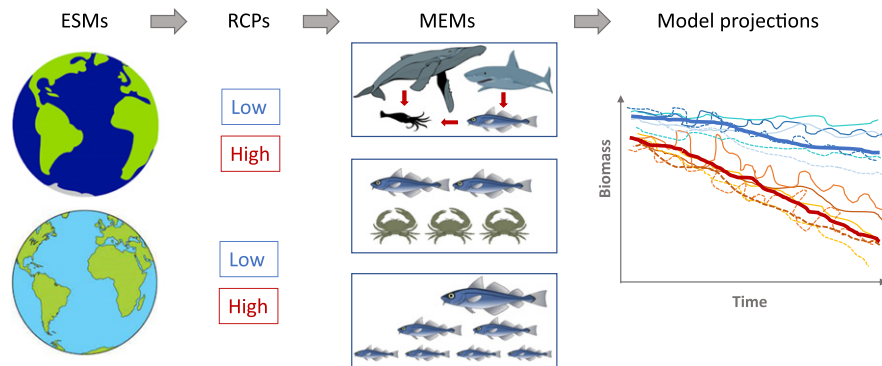 ESMs
RCPs
MEMs
Model projections
Low
High
Low
High
Biomass
Time